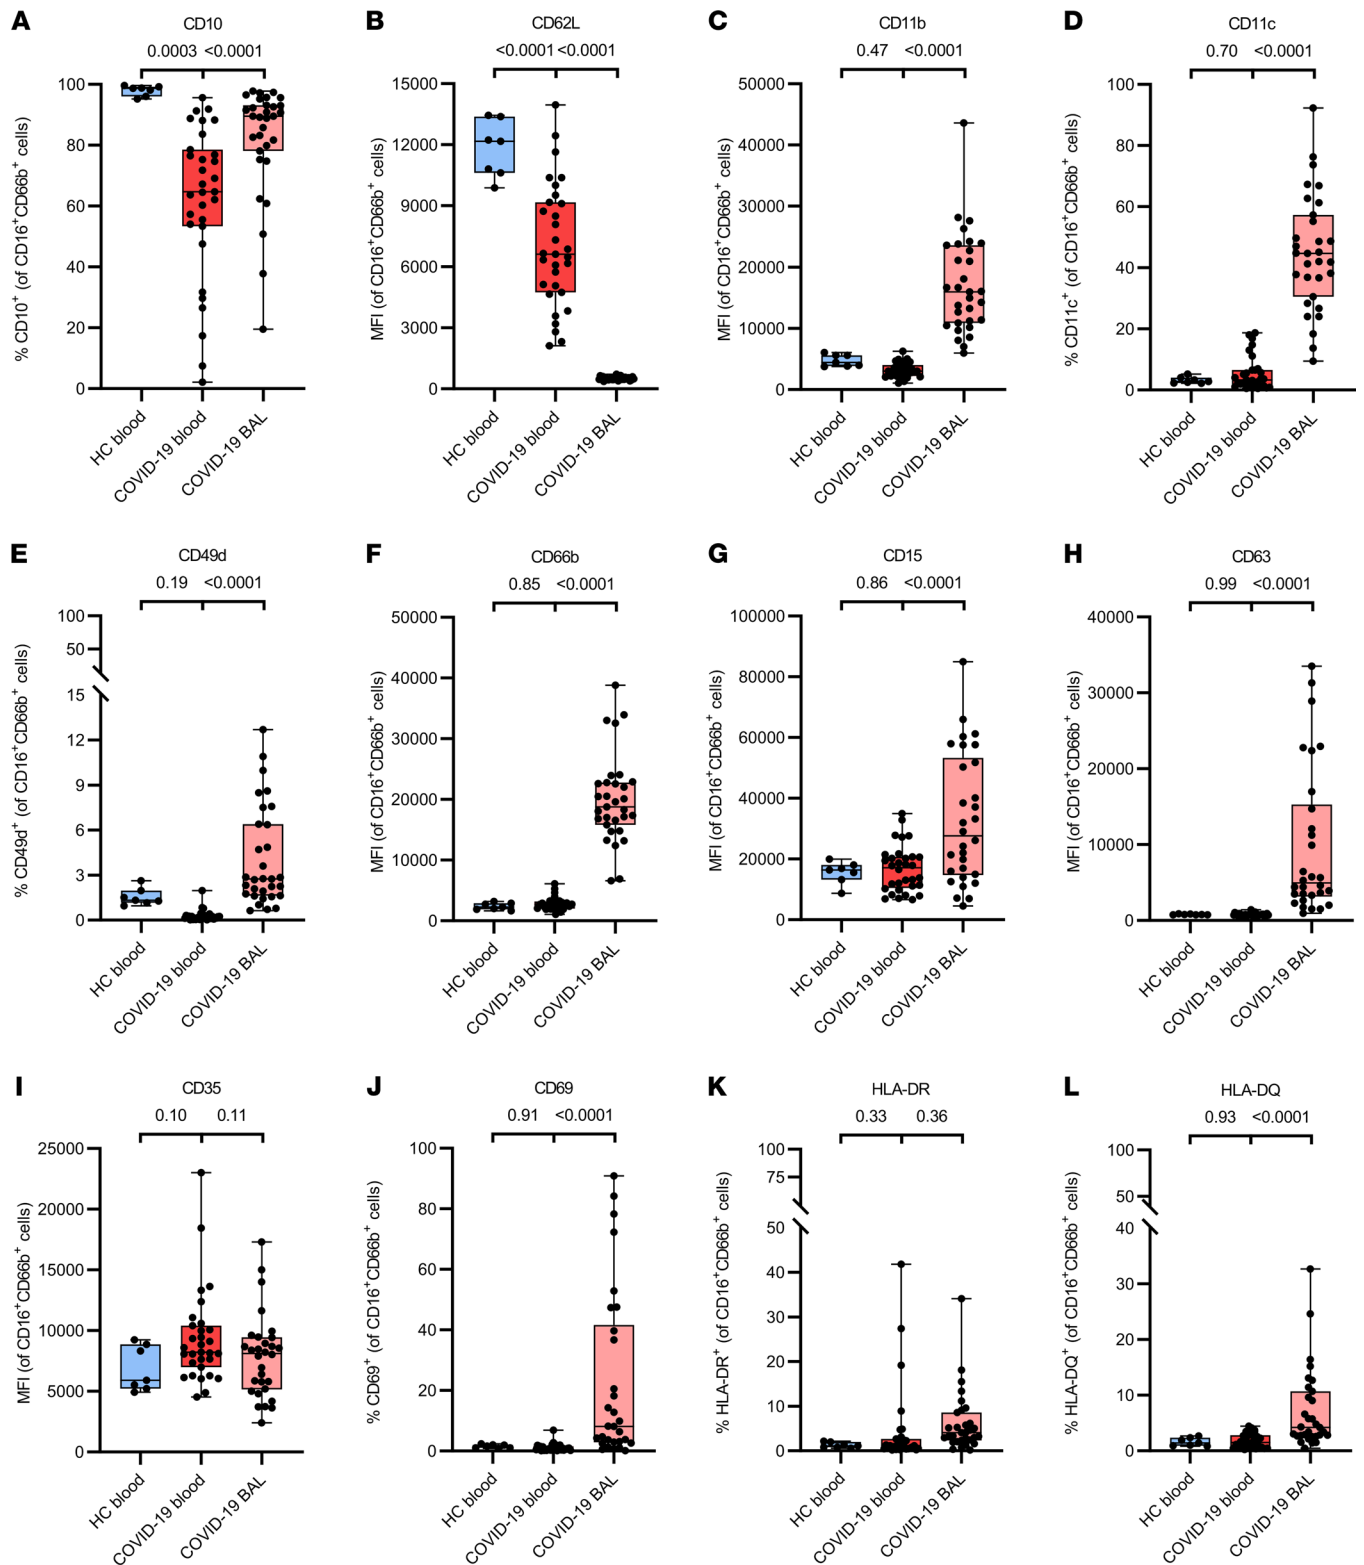 A
CD10
0.0003 <0.0001
% CD10+ (of CD16+CD66b+ cells)
100
80
60
40
20
0
HC blood
COVID-19 blood
COVID-19 BAL
B
CD62L
<0.0001 <0.0001
MFI (of CD16+CD66b+ cells)
15000
12000
9000
6000
3000
0
HC blood
COVID-19 blood
COVID-19 BAL
C
CD11b
0.47 <0.0001
MFI (of CD16+CD66b+ cells)
50000
40000
30000
20000
10000
0
HC blood
COVID-19 blood
COVID-19 BAL
D
CD11c
0.70 <0.0001
% CD11c+ (of CD16+CD66b+ cells)
100
80
60
40
20
0
HC blood
COVID-19 blood
COVID-19 BAL
E
CD49d
0.19 <0.0001
% CD49d+ (of CD16+CD66b+ cells)
100
50
15
12
9
6
3
0
HC blood
COVID-19 blood
COVID-19 BAL
F
CD66b
0.85 <0.0001
MFI (of CD16+CD66b+ cells)
50000
40000
30000
20000
10000
0
HC blood
COVID-19 blood
COVID-19 BAL
G
CD15
0.86 <0.0001
MFI (of CD16+CD66b+ cells)
100000
80000
60000
40000
20000
0
HC blood
COVID-19 blood
COVID-19 BAL
H
CD63
0.99 <0.0001
MFI (of CD16+CD66b+ cells)
40000
30000
20000
10000
0
HC blood
COVID-19 blood
COVID-19 BAL
I
CD35
0.10 0.11
MFI (of CD16+CD66b+ cells)
25000
20000
15000
10000
5000
0
HC blood
COVID-19 blood
COVID-19 BAL
J
CD69
0.91 <0.0001
% CD69+ (of CD16+CD66b+ cells)
100
80
60
40
20
0
HC blood
COVID-19 blood
COVID-19 BAL
K
HLA-DR
0.33 0.36
% HLA-DR+ (of CD16+CD66b+ cells)
100
75
50
40
30
20
10
0
HC blood
COVID-19 blood
COVID-19 BAL
L
HLA-DQ
0.93 <0.0001
% HLA-DQ+ (of CD16+CD66b+ cells)
100
50
40
30
20
10
0
HC blood
COVID-19 blood
COVID-19 BAL